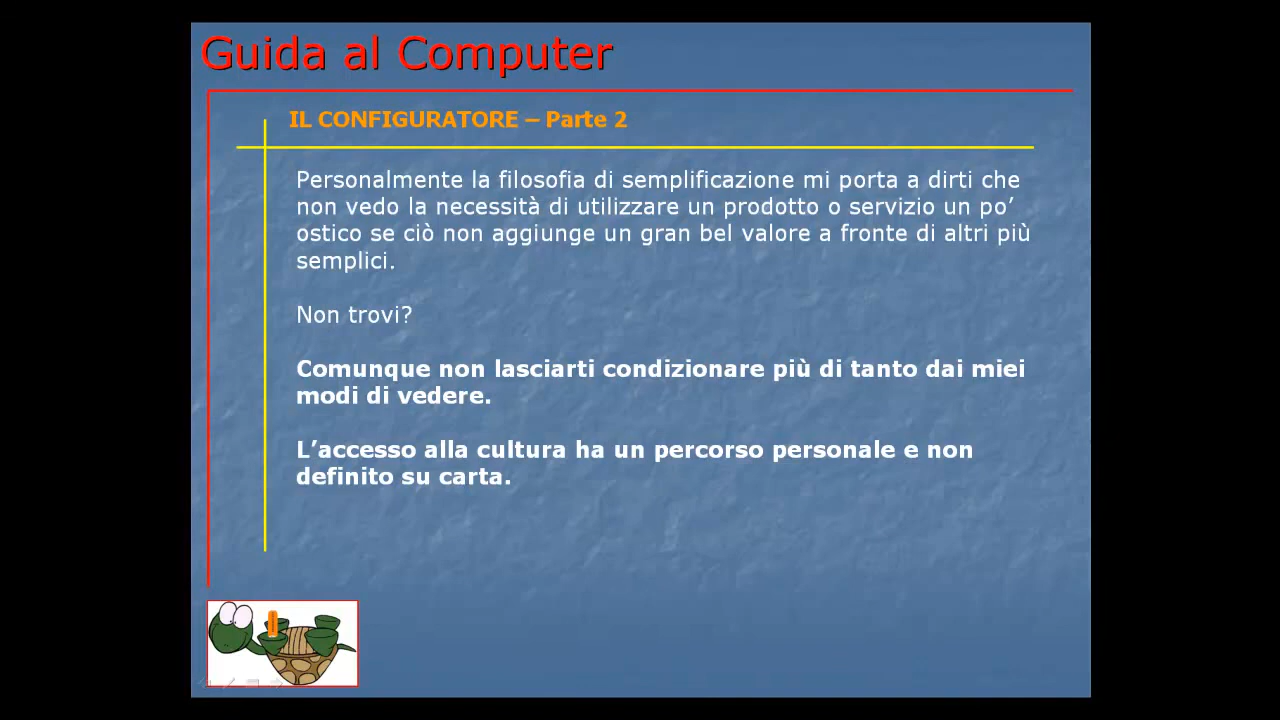 Guida al Computer
IL CONFIGURATORE – Parte 2
Personalmente la filosofia di semplificazione mi porta a dirti che
non vedo la necessità di utilizzare un prodotto o servizio un po’
ostico se ciò non aggiunge un gran bel valore a fronte di altri più
semplici.
Non trovi?
Comunque non lasciarti condizionare più di tanto dai miei
modi di vedere.
L’accesso alla cultura ha un percorso personale e non
definito su carta.